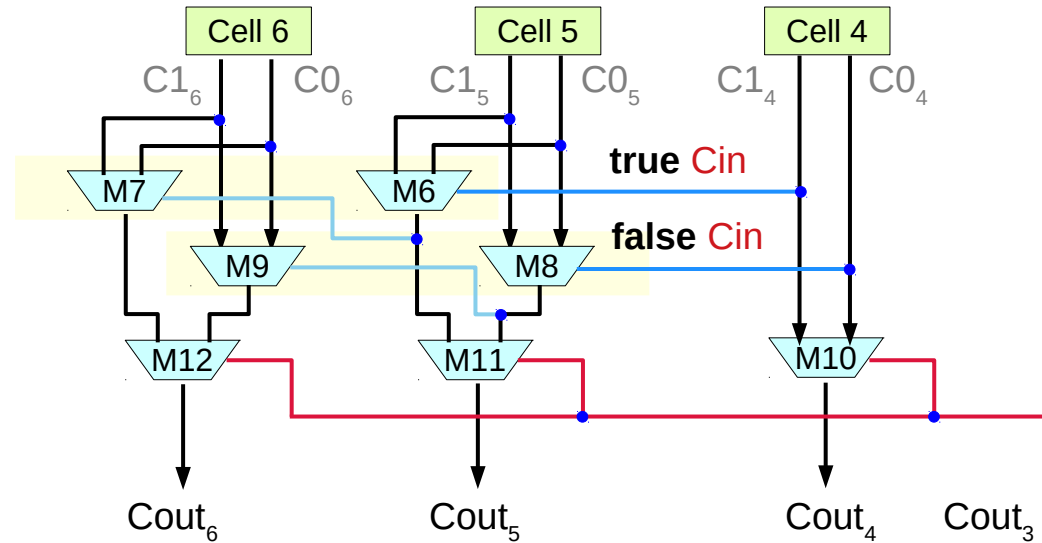 Cell 6 Cell 5 Cell 4
C1₆ C0₆ C1₅ C0₅ C1₄ C0₄
true Cin
M7 M6
false Cin
M9 M8
M12 M11 M10
Cout₆ Cout₅ Cout₄ Cout₃